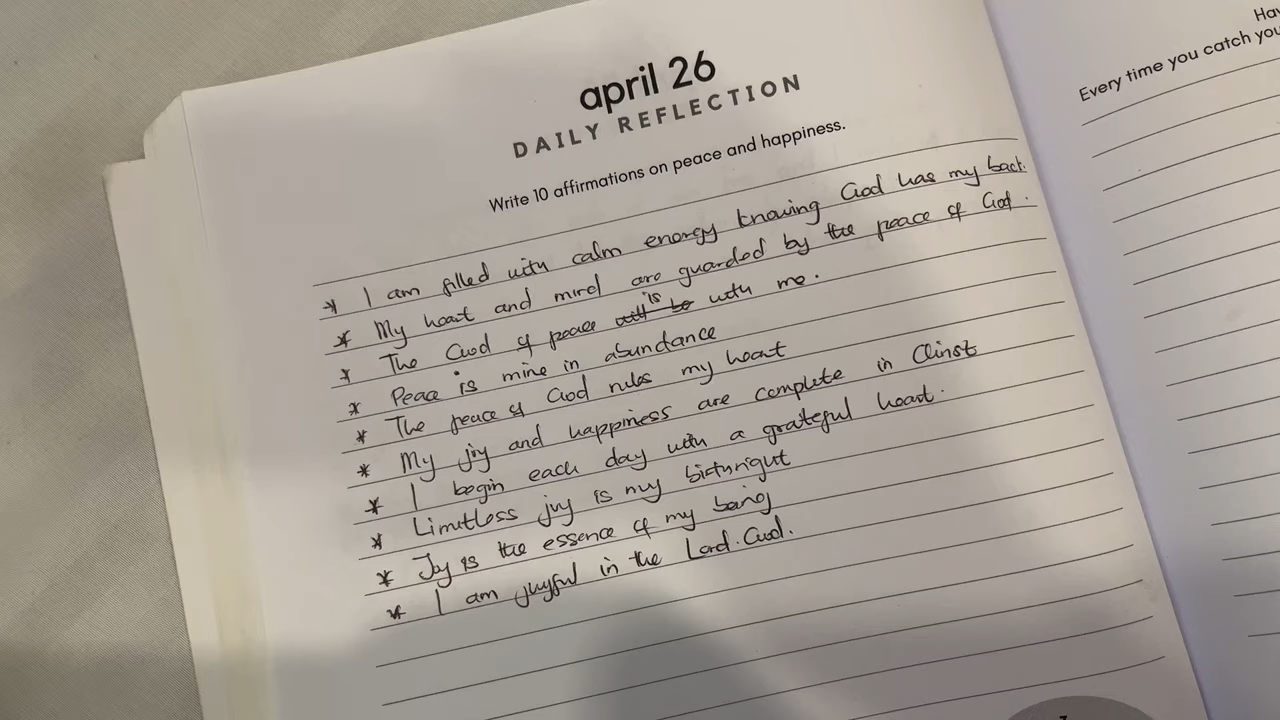 april 26
DAILY REFLECTION
Write 10 affirmations on peace and happiness.
* I am filled with calm energy knowing God has my back.
* My heart and mind are guarded by the peace of God.
* The God of peace will be is with me.
* Peace is mine in abundance
* The peace of God rules my heart
* My joy and happiness are complete in Christ
* I begin each day with a grateful heart.
* Limitless joy is my birthright
* Joy is the essence of my being
* I am joyful in the Lord. God.
Every time you catch you